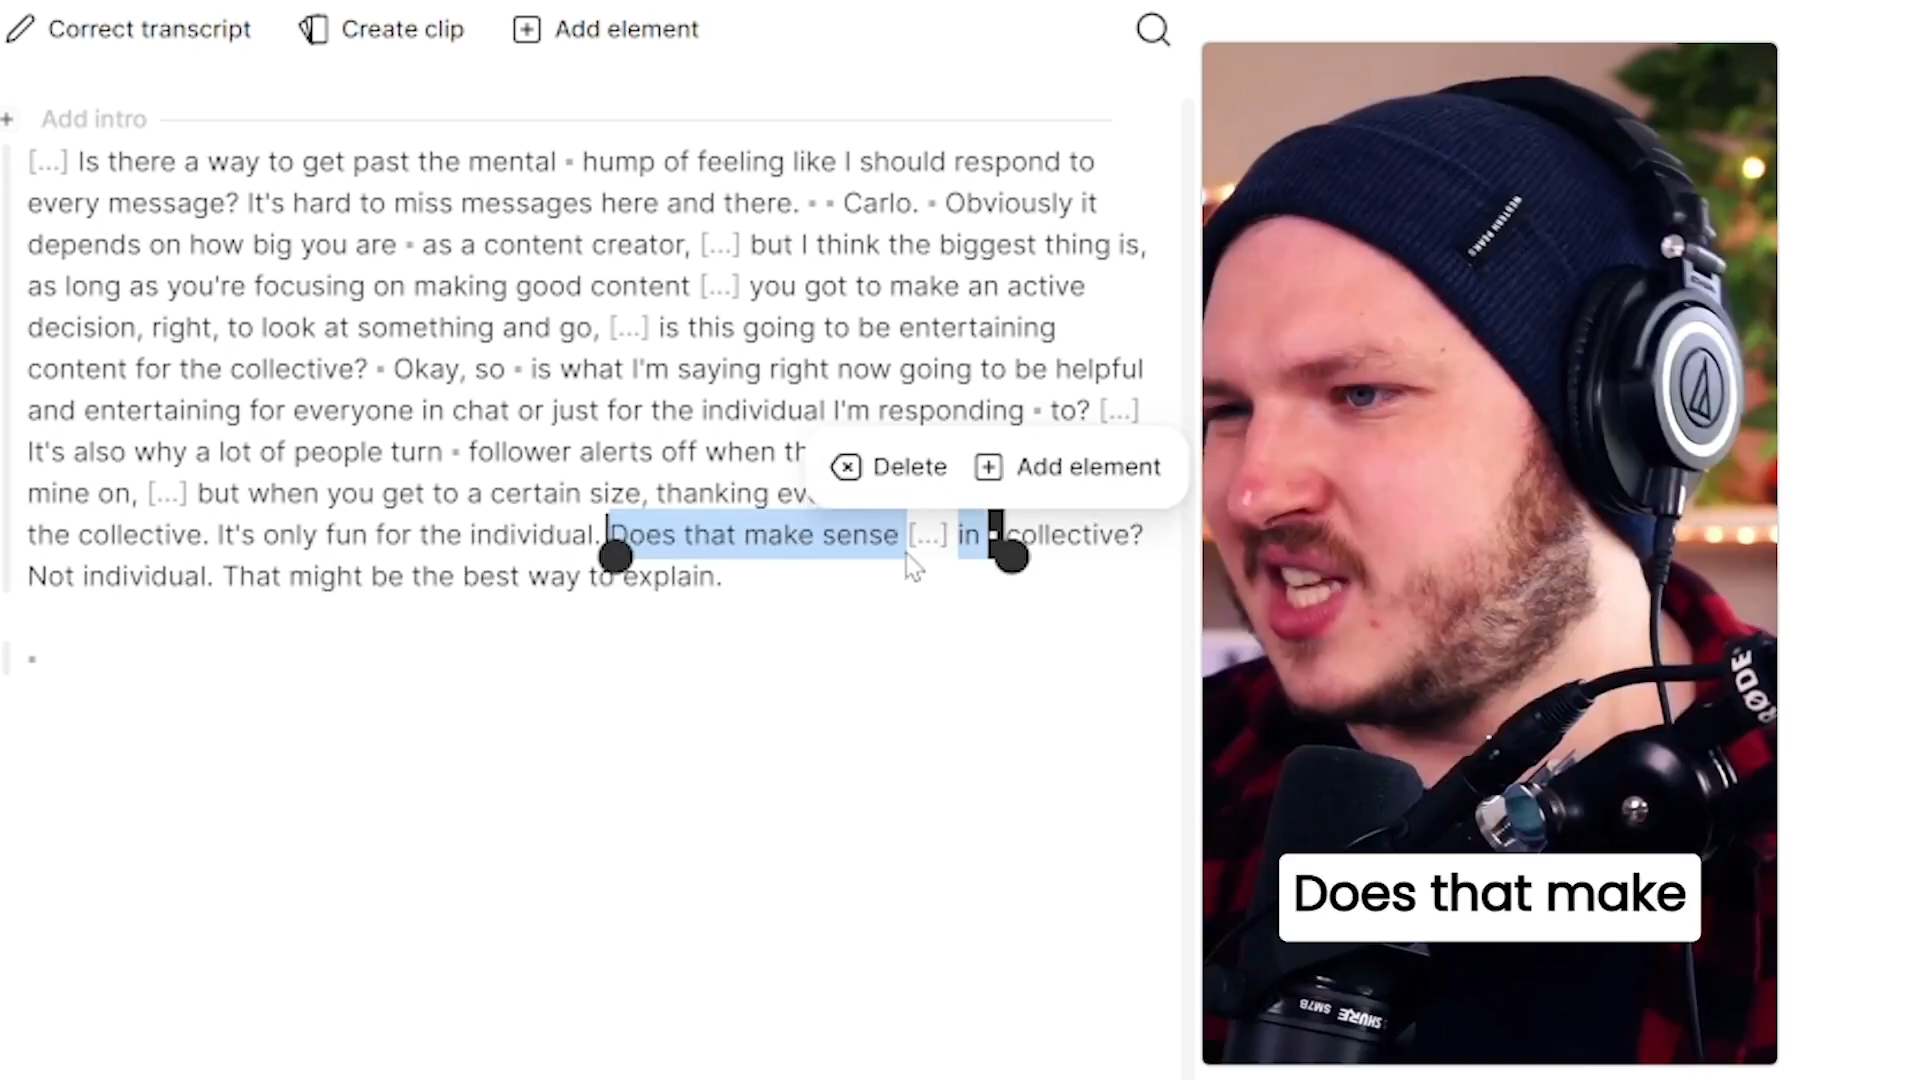 Correct transcript
Create clip
Add element
Add intro
[...] Is there a way to get past the mental ▪ hump of feeling like I should respond to
every message? It's hard to miss messages here and there. ▪ ▪ Carlo. ▪ Obviously it
depends on how big you are ▪ as a content creator, [...] but I think the biggest thing is,
as long as you're focusing on making good content [...] you got to make an active
decision, right, to look at something and go, [...] is this going to be entertaining
content for the collective? ▪ Okay, so ▪ is what I'm saying right now going to be helpful
and entertaining for everyone in chat or just for the individual I'm responding ▪ to? [...]
It's also why a lot of people turn ▪ follower alerts off when
mine on, [...] but when you get to a certain size, thanking
the collective. It's only fun for the individual. Does that make sense [...] in collective?
Not individual. That might be the best way to explain.
Delete
Add element
WESTERN PEAKS
RØDE
SHURE SM7B
Does that make